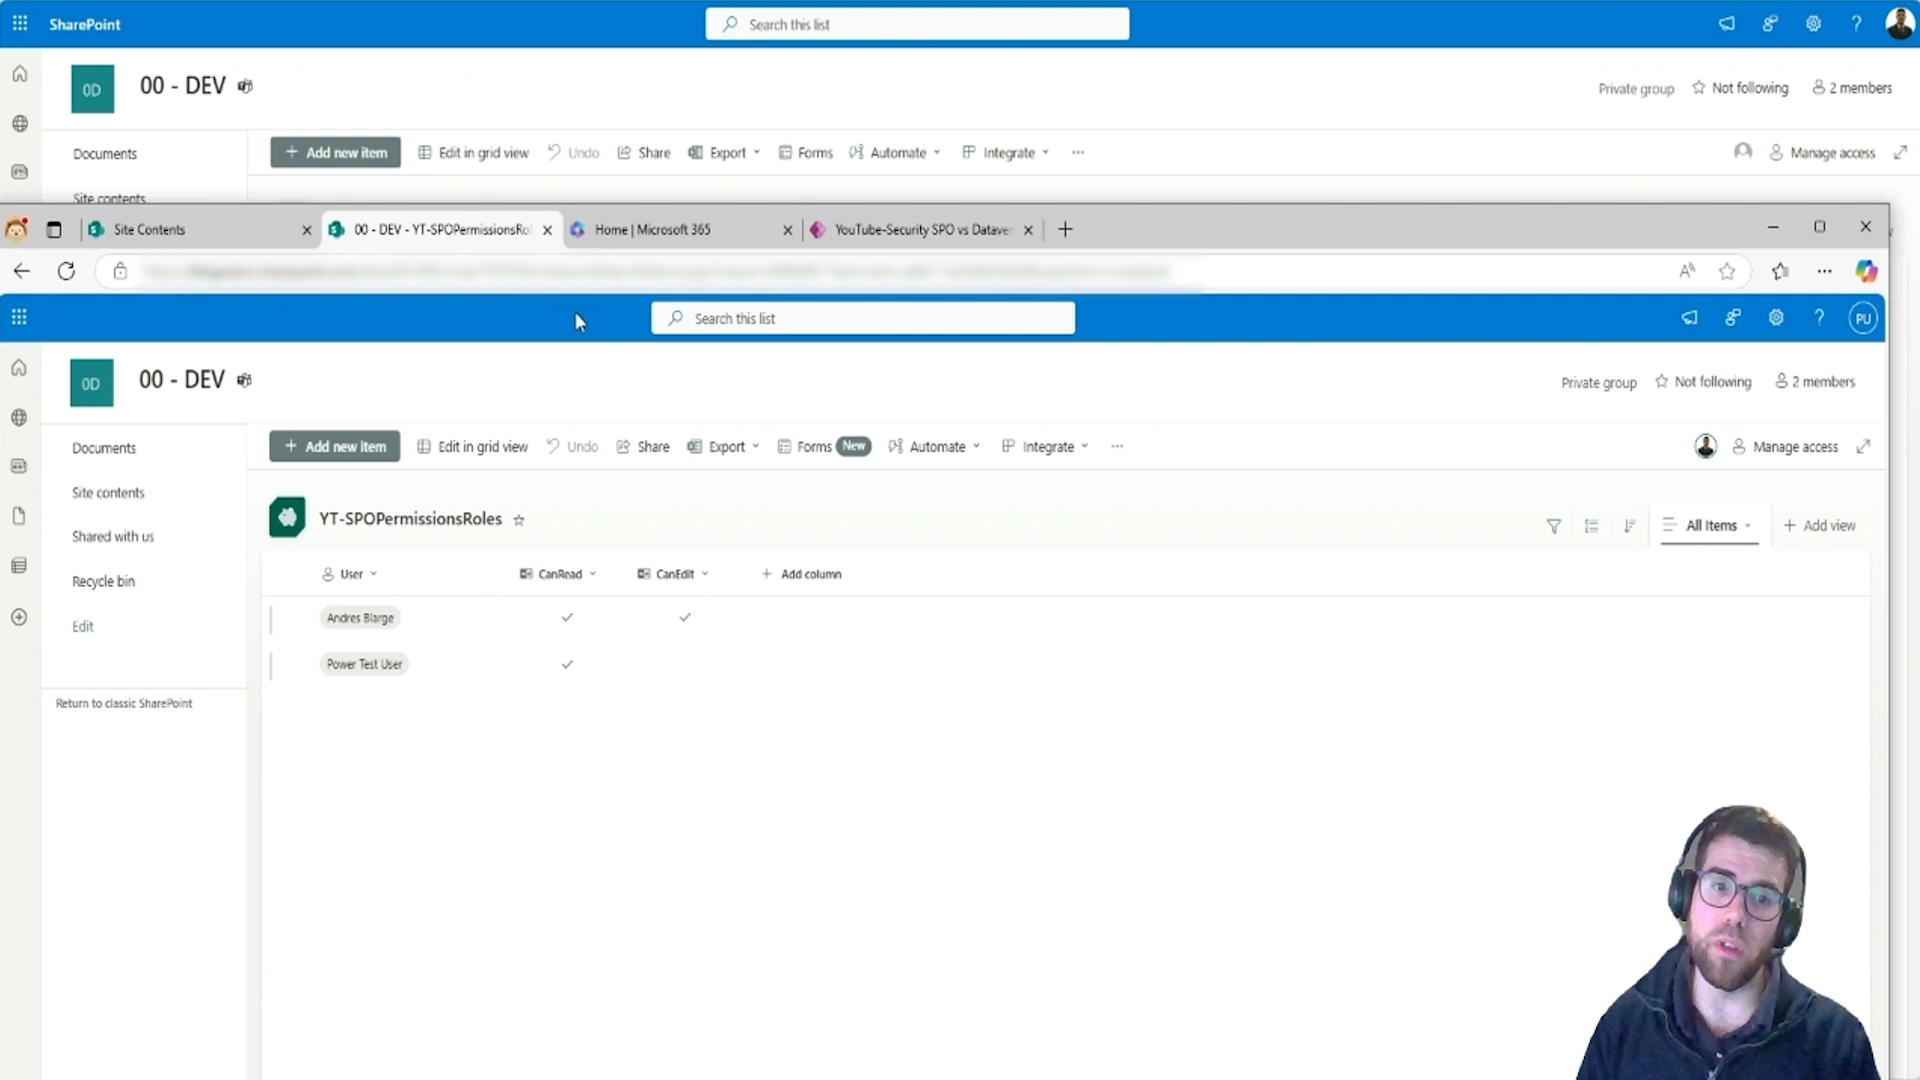 SharePoint
Search this list
0D
00 - DEV
Private group
Not following
2 members
Documents
Add new item
Edit in grid view
Undo
Share
Export
Forms
Automate
Integrate
Manage access
Site contents
Site Contents
00 - DEV - YT-SPOPermissionsRol
Home | Microsoft 365
YouTube-Security SPO vs Dataver
Search this list
PU
0D
00 - DEV
Private group
Not following
2 members
Documents
Add new item
Edit in grid view
Undo
Share
Export
Forms
New
Automate
Integrate
Manage access
Site contents
YT-SPOPermissionsRoles
All Items
Add view
Shared with us
User
CanRead
CanEdit
Add column
Recycle bin
Andres Blarge
Edit
Power Test User
Return to classic SharePoint